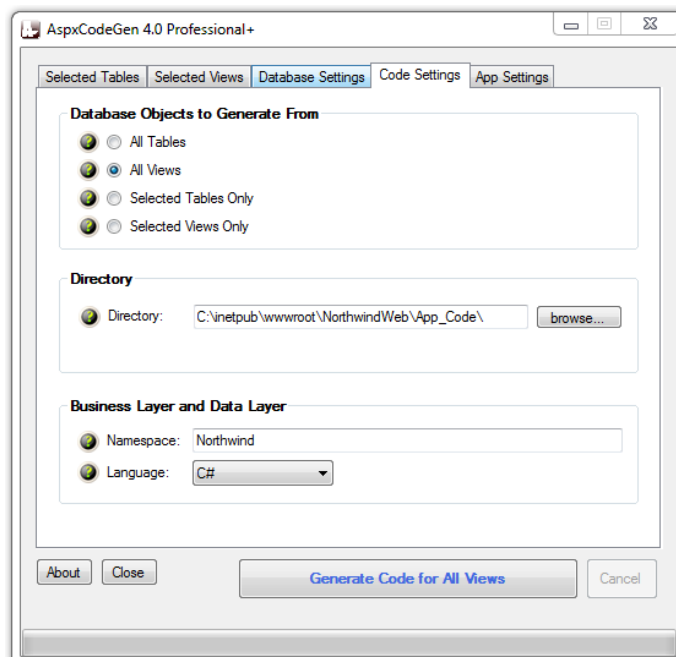 AspxCodeGen 4.0 Professional+
Selected Tables Selected Views Database Settings Code Settings App Settings
Database Objects to Generate From
? All Tables
? All Views
? Selected Tables Only
? Selected Views Only
Directory
? Directory: C:\inetpub\wwwroot\NorthwindWeb\App_Code\ browse...
Business Layer and Data Layer
? Namespace: Northwind
? Language: C#
About Close Generate Code for All Views Cancel